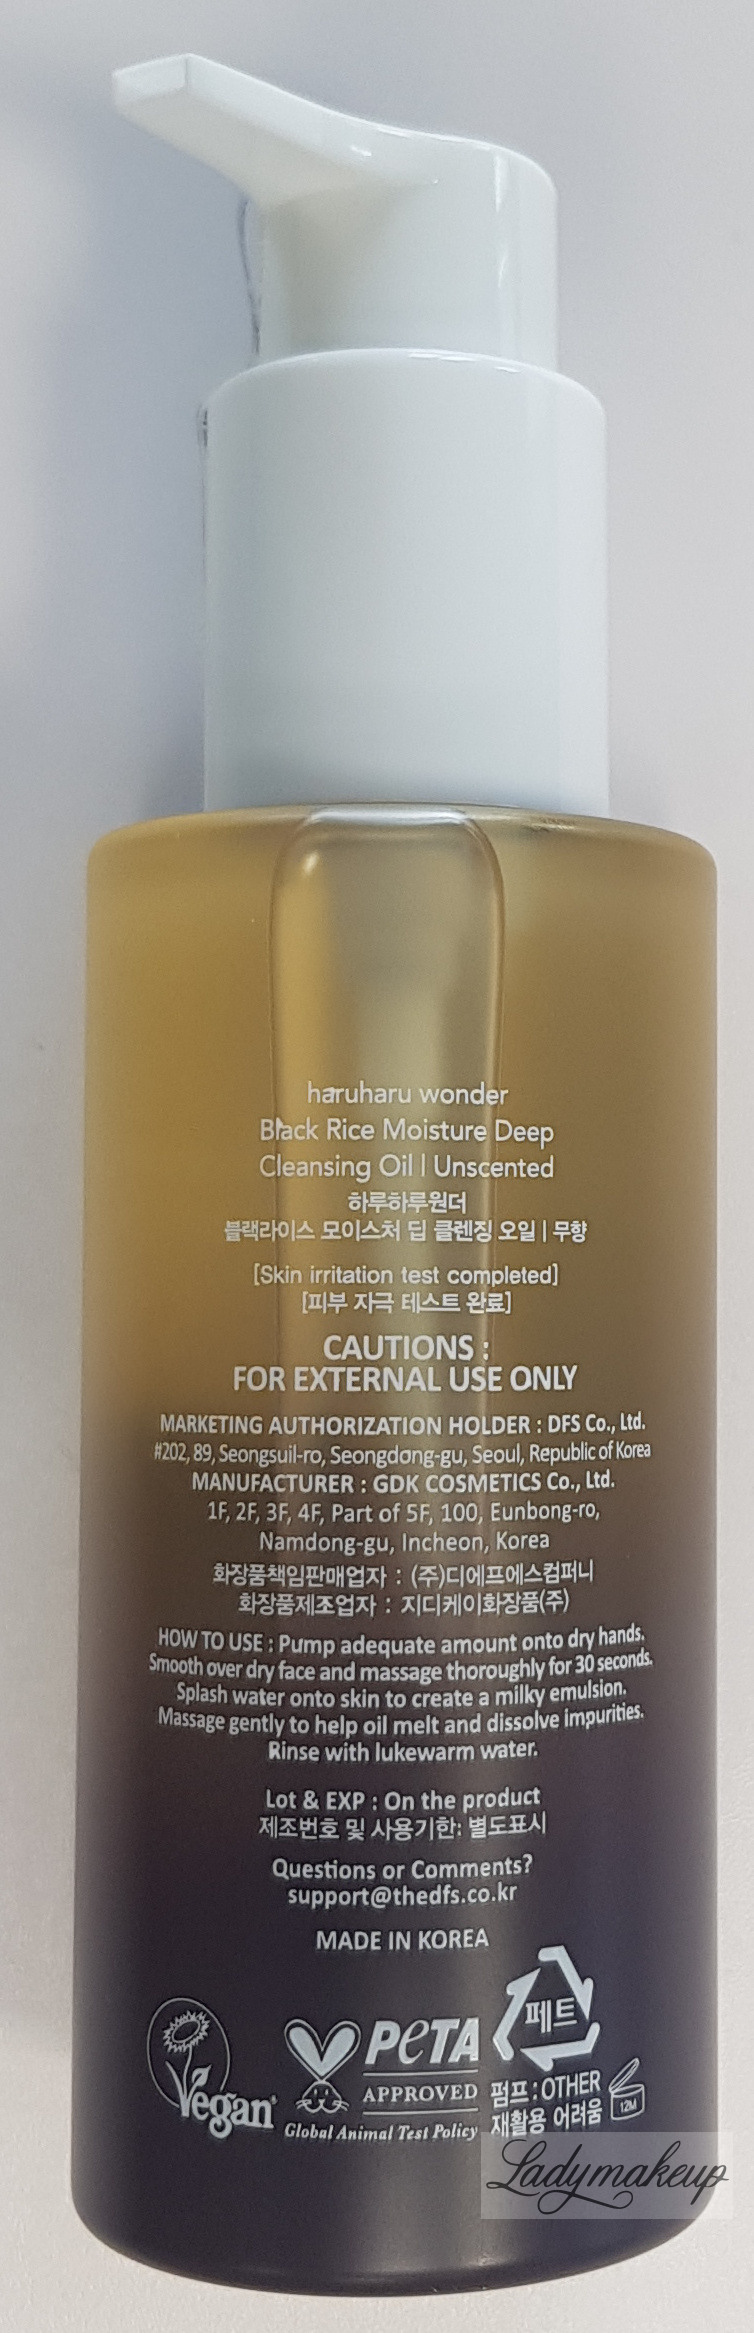 haruharu wonder
Black Rice Moisture Deep
Cleansing Oil | Unscented
하루하루원더
블랙라이스 모이스처 딥 클렌징 오일 | 무향
[Skin irritation test completed]
[피부 자극 테스트 완료]
CAUTIONS :
FOR EXTERNAL USE ONLY
MARKETING AUTHORIZATION HOLDER : DFS Co., Ltd.
#202, 89, Seongsuil-ro, Seongdong-gu, Seoul, Republic of Korea
MANUFACTURER : GDK COSMETICS Co., Ltd.
1F, 2F, 3F, 4F, Part of 5F, 100, Eunbong-ro,
Namdong-gu, Incheon, Korea
화장품책임판매업자 : (주)디에프에스컴퍼니
화장품제조업자 : 지디케이화장품(주)
HOW TO USE : Pump adequate amount onto dry hands.
Smooth over dry face and massage thoroughly for 30 seconds.
Splash water onto skin to create a milky emulsion.
Massage gently to help oil melt and dissolve impurities.
Rinse with lukewarm water.
Lot & EXP : On the product
제조번호 및 사용기한: 별도표시
Questions or Comments?
support@thedfs.co.kr
MADE IN KOREA
Vegan
PETA
APPROVED
Global Animal Test Policy
페트
펌프 : OTHER
재활용 어려움
12M
Ladymakeup